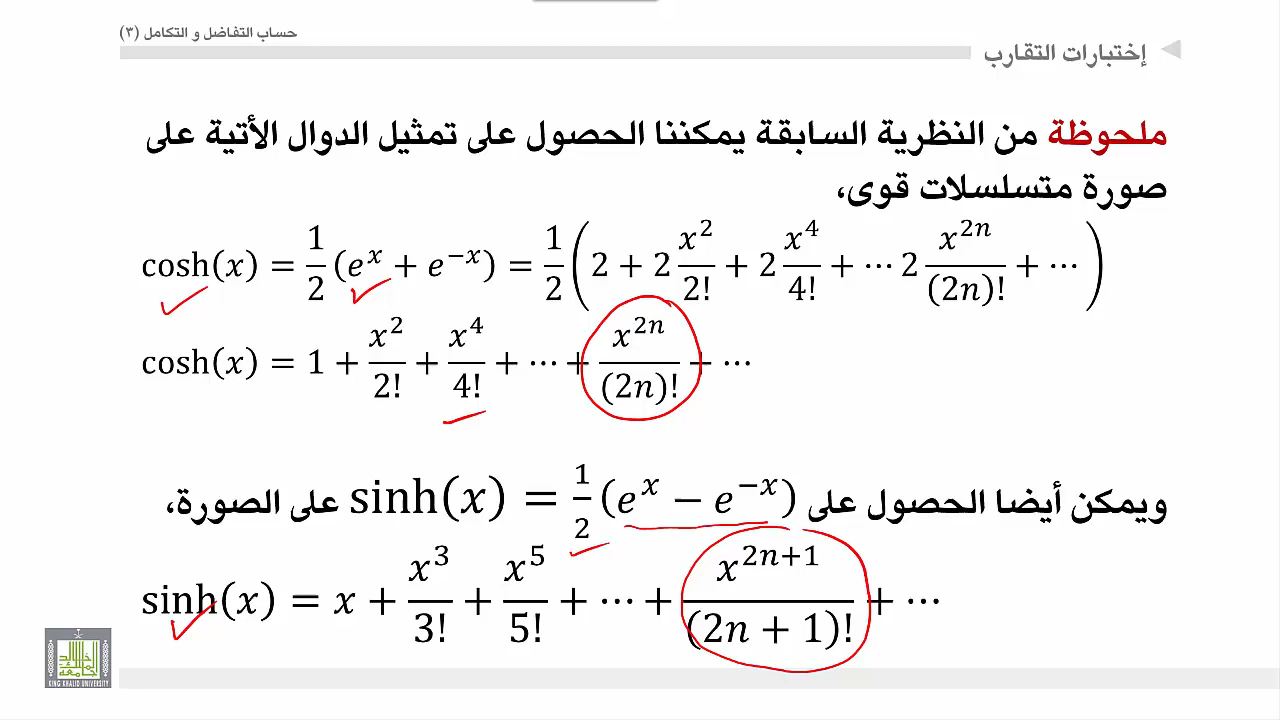 حساب التفاضل و التكامل (٣)
إختبارات التقارب
ملحوظة من النظرية السابقة يمكننا الحصول على تمثيل الدوال الأتية على
صورة متسلسلات قوى،
cosh(x) = 1/2 (e^x + e^{-x}) = 1/2 (2 + 2 x^2/2! + 2 x^4/4! + ⋯ 2 x^{2n}/(2n)! + ⋯)
cosh(x) = 1 + x^2/2! + x^4/4! + ⋯ + x^{2n}/(2n)! + ⋯
ويمكن أيضا الحصول على sinh(x) = 1/2 (e^x − e^{-x}) على الصورة،
sinh(x) = x + x^3/3! + x^5/5! + ⋯ + x^{2n+1}/(2n + 1)! + ⋯
KING KHALID UNIVERSITY